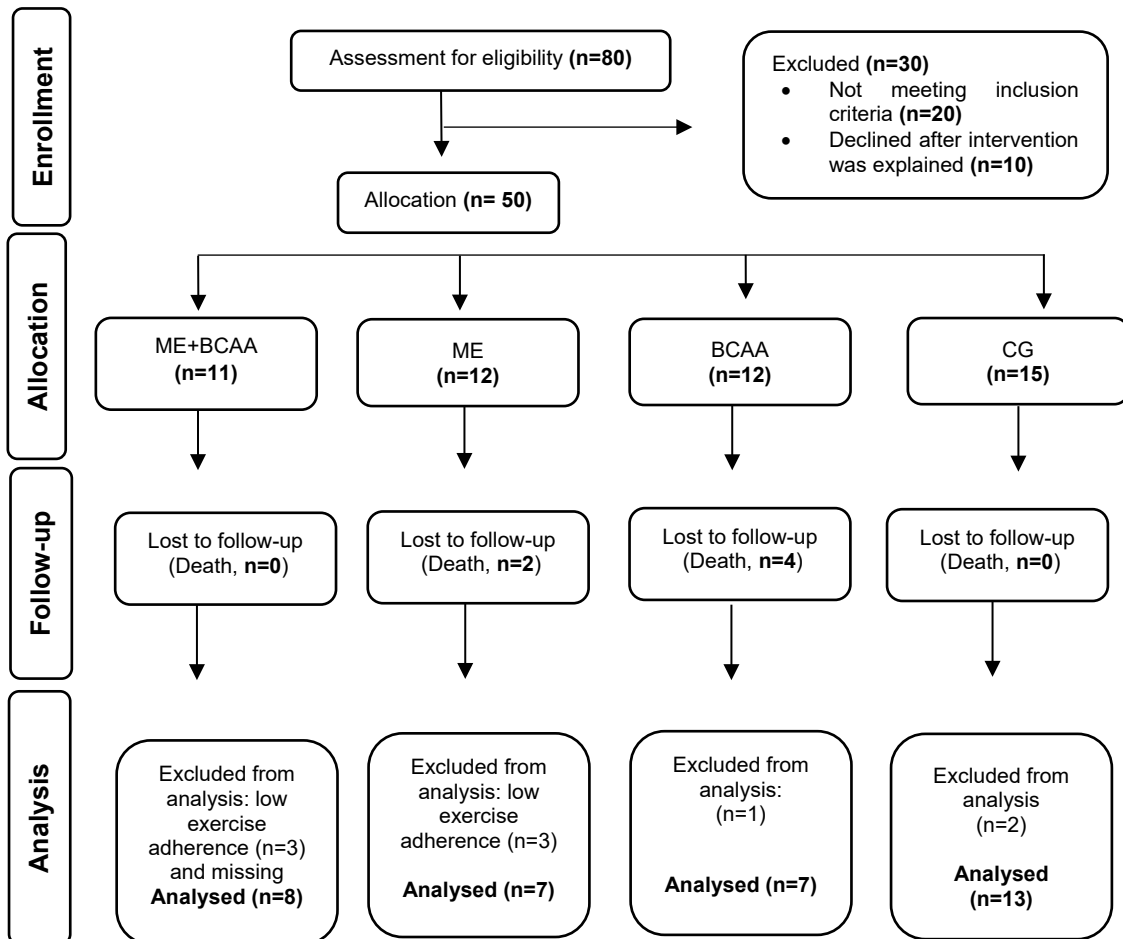 Enrollment
Assessment for eligibility (n=80)
Excluded (n=30)
• Not meeting inclusion
criteria (n=20)
• Declined after intervention
was explained (n=10)
Allocation (n= 50)
Allocation
ME+BCAA
(n=11)
ME
(n=12)
BCAA
(n=12)
CG
(n=15)
Follow-up
Lost to follow-up
(Death, n=0)
Lost to follow-up
(Death, n=2)
Lost to follow-up
(Death, n=4)
Lost to follow-up
(Death, n=0)
Analysis
Excluded from
analysis: low
exercise
adherence (n=3)
and missing
Analysed (n=8)
Excluded from
analysis: low
exercise
adherence (n=3)
Analysed (n=7)
Excluded from
analysis:
(n=1)
Analysed (n=7)
Excluded from
analysis
(n=2)
Analysed
(n=13)